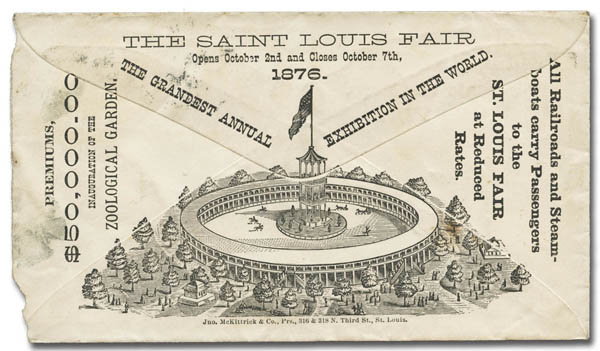 THE SAINT LOUIS FAIR
Opens October 2nd and Closes October 7th,
1876.
THE GRANDEST ANNUAL
EXHIBITION IN THE WORLD.
PREMIUMS,
$50,000.00
INAUGURATION OF THE
ZOOLOGICAL GARDEN.
All Railroads and Steam-
boats carry Passengers
to the
ST. LOUIS FAIR
at Reduced
Rates.
Jno. McKittrick & Co., Prs., 316 & 318 N. Third St., St. Louis.